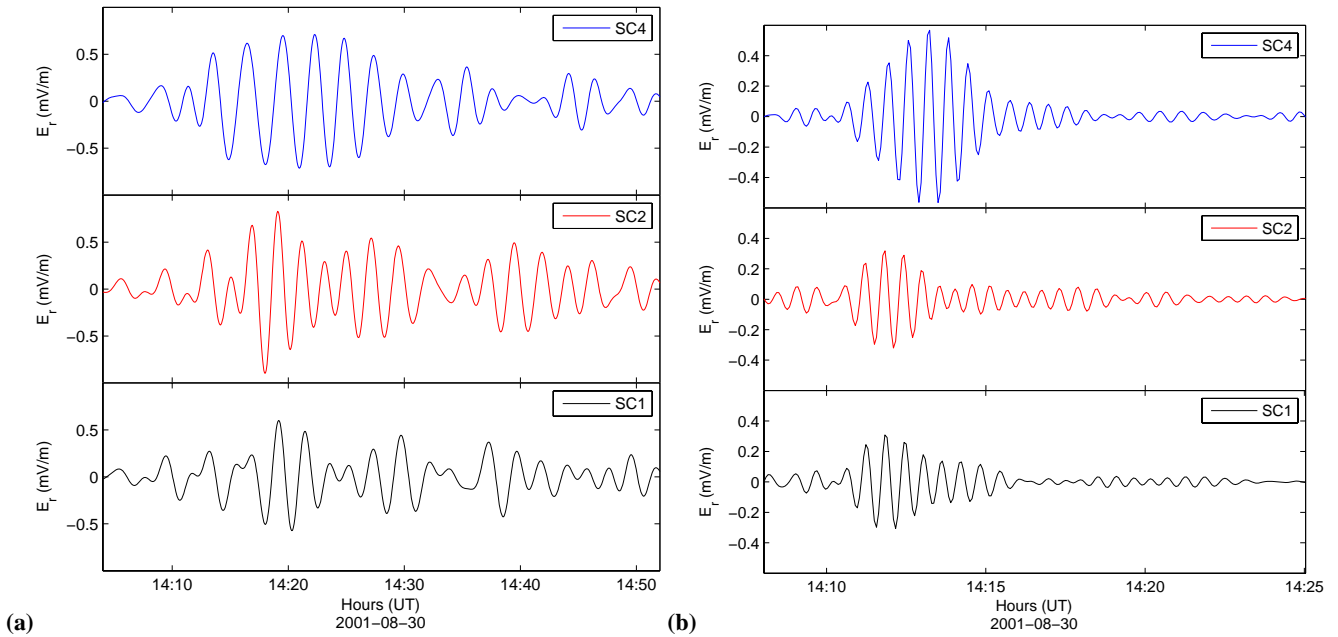 SC4
0.5
0
−0.5
E_r (mV/m)
SC2
0.5
0
−0.5
E_r (mV/m)
SC1
0.5
0
−0.5
E_r (mV/m)
14:10 14:20 14:30 14:40 14:50
Hours (UT)
2001−08−30
(a)
SC4
0.4
0.2
0
−0.2
−0.4
E_r (mV/m)
SC2
0.4
0.2
0
−0.2
−0.4
E_r (mV/m)
SC1
0.4
0.2
0
−0.2
−0.4
E_r (mV/m)
14:10 14:15 14:20 14:25
Hours (UT)
2001−08−30
(b)